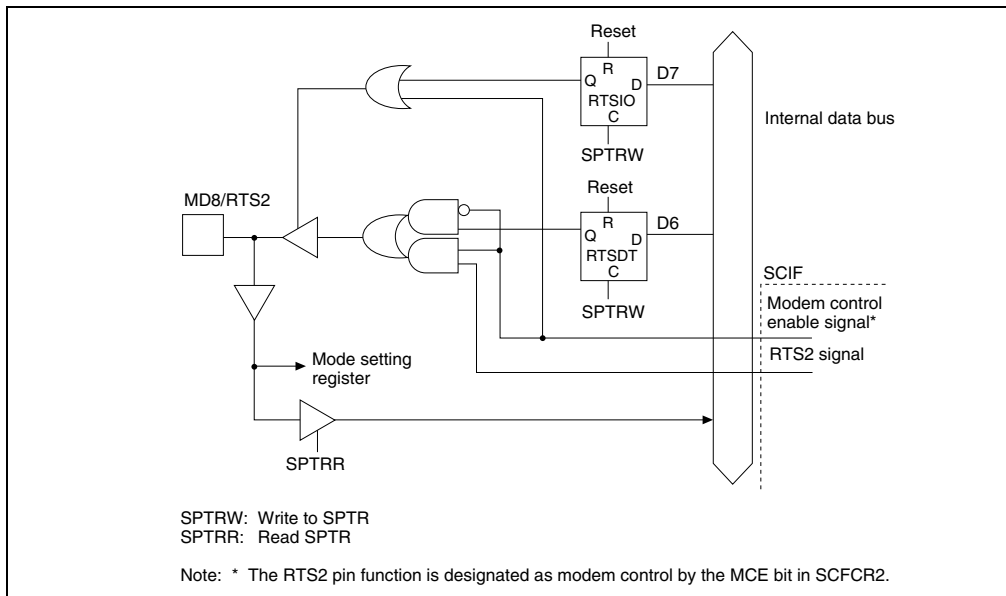 Reset
R
Q
D
D7
RTSIO
C
Internal data bus
SPTRW
MD8/RTS2
Reset
R
Q
D
D6
RTSDT
C
SCIF
SPTRW
Modem control
enable signal*
RTS2 signal
Mode setting
register
SPTRR
SPTRW: Write to SPTR
SPTRR: Read SPTR
Note: * The RTS2 pin function is designated as modem control by the MCE bit in SCFCR2.